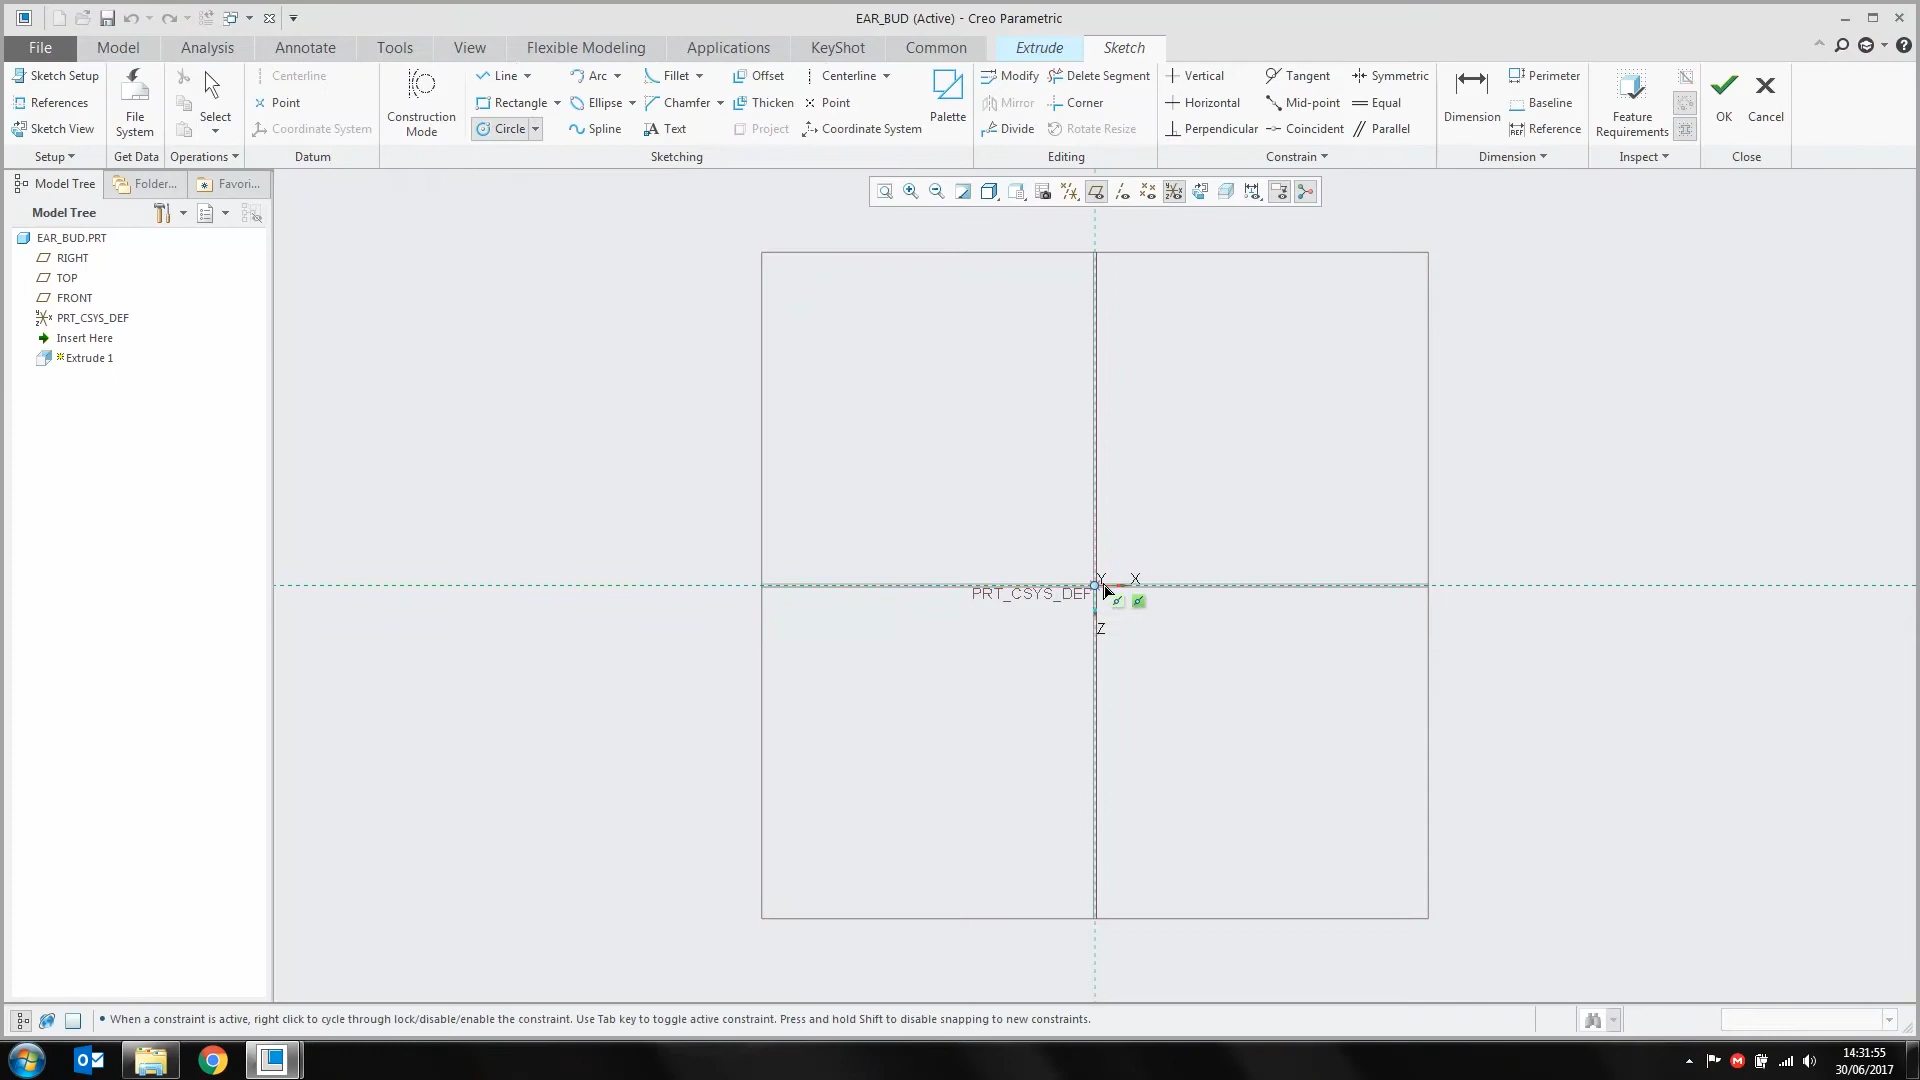 EAR_BUD (Active) - Creo Parametric
File Model Analysis Annotate Tools View Flexible Modeling Applications KeyShot Common Extrude Sketch
Sketch Setup
References
Sketch View
Setup
File System
Get Data
Select
Operations
Centerline
Point
Coordinate System
Datum
Construction Mode
Line Arc Fillet Offset Centerline
Rectangle Ellipse Chamfer Thicken Point
Circle Spline Text Project Coordinate System
Palette
Sketching
Modify Delete Segment
Mirror Corner
Divide Rotate Resize
Editing
Vertical Tangent Symmetric
Horizontal Mid-point Equal
Perpendicular Coincident Parallel
Constrain
Dimension
Perimeter
Baseline
Reference
Dimension
Feature Requirements
Inspect
OK
Cancel
Close
Model Tree Folder... Favori...
Model Tree
EAR_BUD.PRT
RIGHT
TOP
FRONT
PRT_CSYS_DEF
Insert Here
Extrude 1
Y X
PRT_CSYS_DEF
Z
When a constraint is active, right click to cycle through lock/disable/enable the constraint. Use Tab key to toggle active constraint. Press and hold Shift to disable snapping to new constraints.
14:31:55
30/06/2017